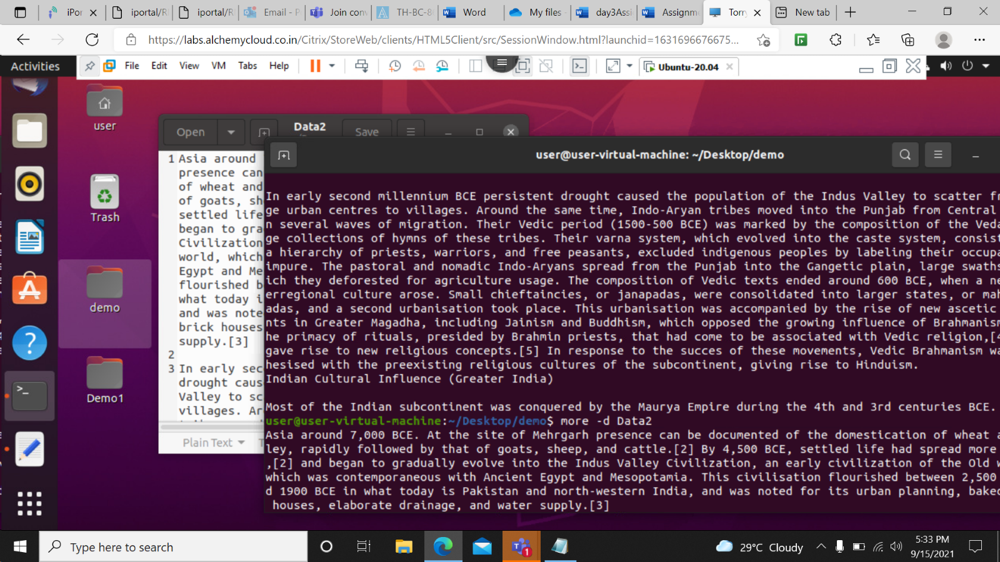 iPor
iportal/R
iportal/R
Email - P
Join conv
TH-BC-8
Word
My files -
day3Assi
Assignme
Torry
New tab
https://labs.alchemycloud.co.in/Citrix/StoreWeb/clients/HTML5Client/src/SessionWindow.html?launchid=1631696676675...
Activities
File Edit View VM Tabs Help
Ubuntu-20.04
user
Trash
demo
Demo1
Open
Data2
Save
1 Asia around
presence can
of wheat and
of goats, sh
settled life
began to gra
Civilization
world, which
Egypt and Me
flourished b
what today i
and was note
brick houses
supply.[3]
2
3 In early sec
drought caus
Valley to sc
villages. Ar
Plain Text
user@user-virtual-machine: ~/Desktop/demo
In early second millennium BCE persistent drought caused the population of the Indus Valley to scatter fr
ge urban centres to villages. Around the same time, Indo-Aryan tribes moved into the Punjab from Central
n several waves of migration. Their Vedic period (1500-500 BCE) was marked by the composition of the Veda
ge collections of hymns of these tribes. Their varna system, which evolved into the caste system, consist
a hierarchy of priests, warriors, and free peasants, excluded indigenous peoples by labeling their occupa
impure. The pastoral and nomadic Indo-Aryans spread from the Punjab into the Gangetic plain, large swaths
ich they deforested for agriculture usage. The composition of Vedic texts ended around 600 BCE, when a ne
erregional culture arose. Small chieftaincies, or janapadas, were consolidated into larger states, or mah
adas, and a second urbanisation took place. This urbanisation was accompanied by the rise of new ascetic
nts in Greater Magadha, including Jainism and Buddhism, which opposed the growing influence of Brahmanism
he primacy of rituals, presided by Brahmin priests, that had come to be associated with Vedic religion,[4
gave rise to new religious concepts.[5] In response to the succes of these movements, Vedic Brahmanism wa
hesised with the preexisting religious cultures of the subcontinent, giving rise to Hinduism.
Indian Cultural Influence (Greater India)
Most of the Indian subcontinent was conquered by the Maurya Empire during the 4th and 3rd centuries BCE.
user@user-virtual-machine:~/Desktop/demo$ more -d Data2
Asia around 7,000 BCE. At the site of Mehrgarh presence can be documented of the domestication of wheat a
ley, rapidly followed by that of goats, sheep, and cattle.[2] By 4,500 BCE, settled life had spread more
,[2] and began to gradually evolve into the Indus Valley Civilization, an early civilization of the Old w
which was contemporaneous with Ancient Egypt and Mesopotamia. This civilisation flourished between 2,500
d 1900 BCE in what today is Pakistan and north-western India, and was noted for its urban planning, baked
houses, elaborate drainage, and water supply.[3]
Type here to search
1
29°C Cloudy
5:33 PM
9/15/2021